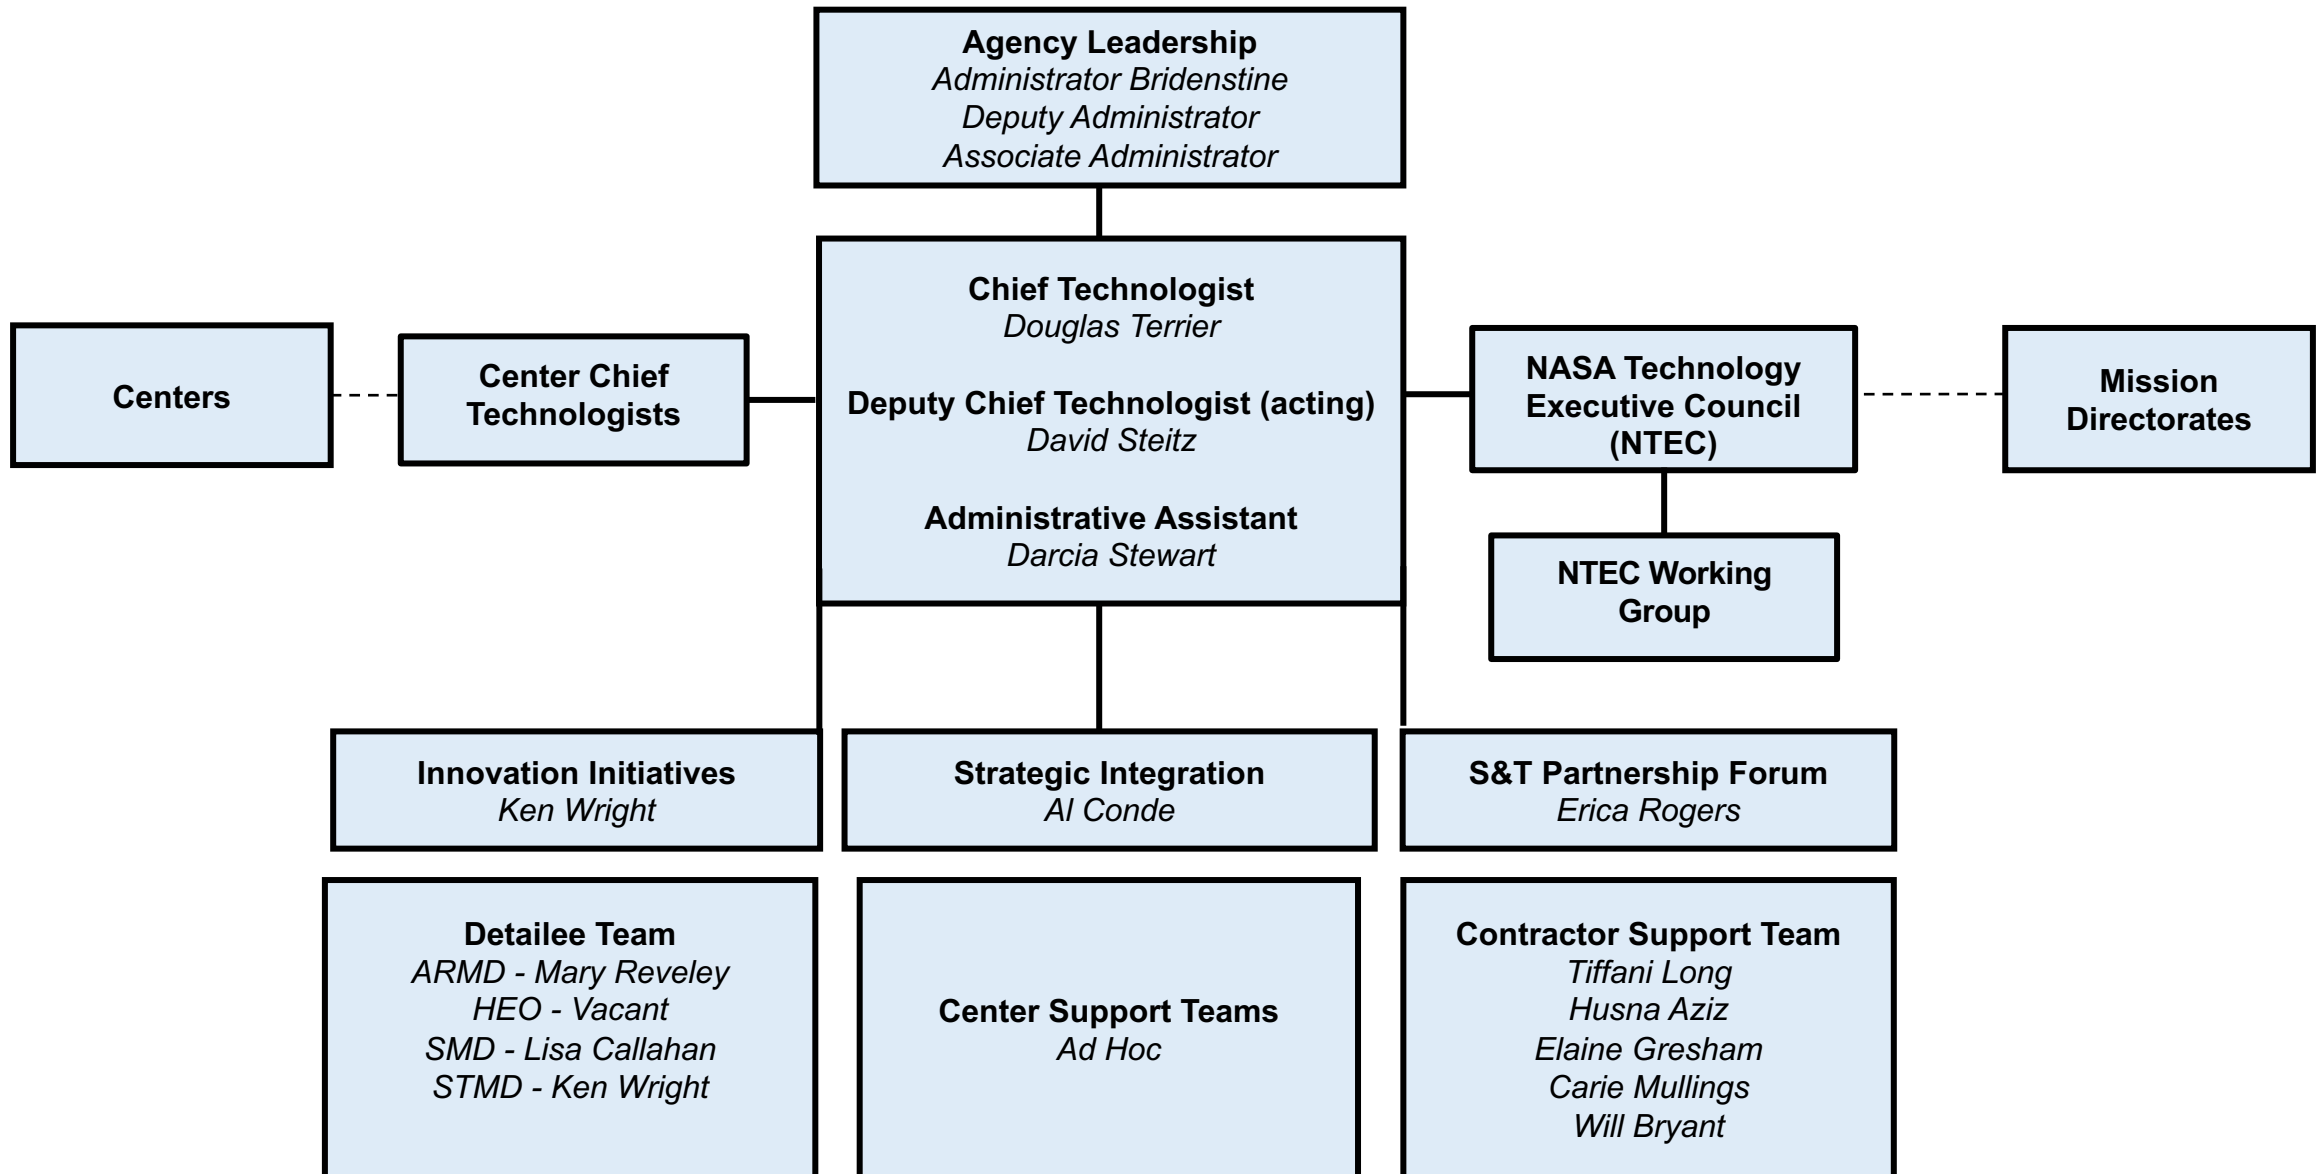 Agency Leadership
Administrator Bridenstine
Deputy Administrator
Associate Administrator
Chief Technologist
Douglas Terrier
Deputy Chief Technologist (acting)
David Steitz
Administrative Assistant
Darcia Stewart
Centers
Center Chief
Technologists
NASA Technology
Executive Council
(NTEC)
Mission
Directorates
NTEC Working
Group
Innovation Initiatives
Ken Wright
Strategic Integration
Al Conde
S&T Partnership Forum
Erica Rogers
Detailee Team
ARMD - Mary Reveley
HEO - Vacant
SMD - Lisa Callahan
STMD - Ken Wright
Center Support Teams
Ad Hoc
Contractor Support Team
Tiffani Long
Husna Aziz
Elaine Gresham
Carie Mullings
Will Bryant